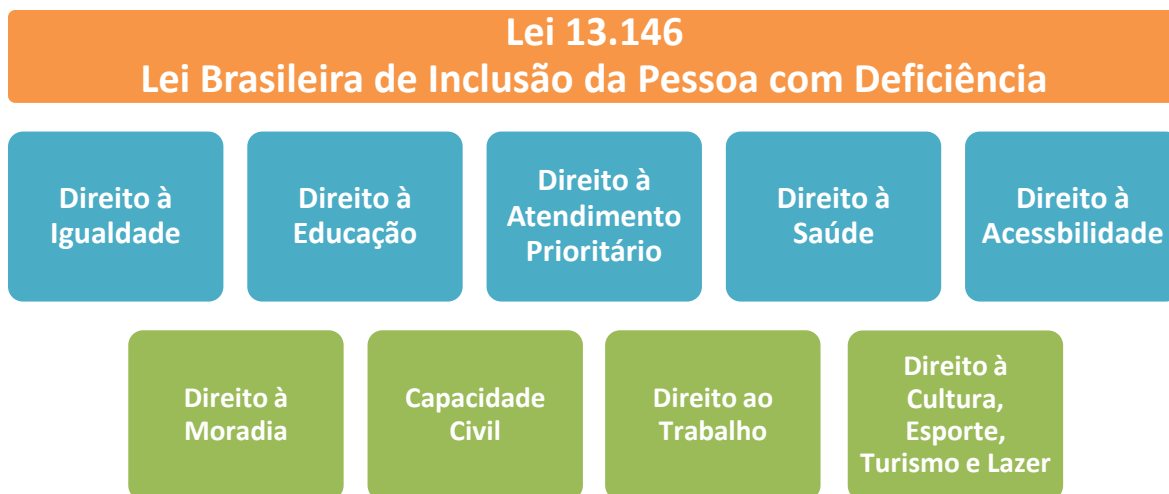 Lei 13.146
Lei Brasileira de Inclusão da Pessoa com Deficiência
Direito à
Igualdade
Direito à
Educação
Direito à
Atendimento
Prioritário
Direito à
Saúde
Direito à
Acessbilidade
Direito à
Moradia
Capacidade
Civil
Direito ao
Trabalho
Direito à
Cultura,
Esporte,
Turismo e Lazer